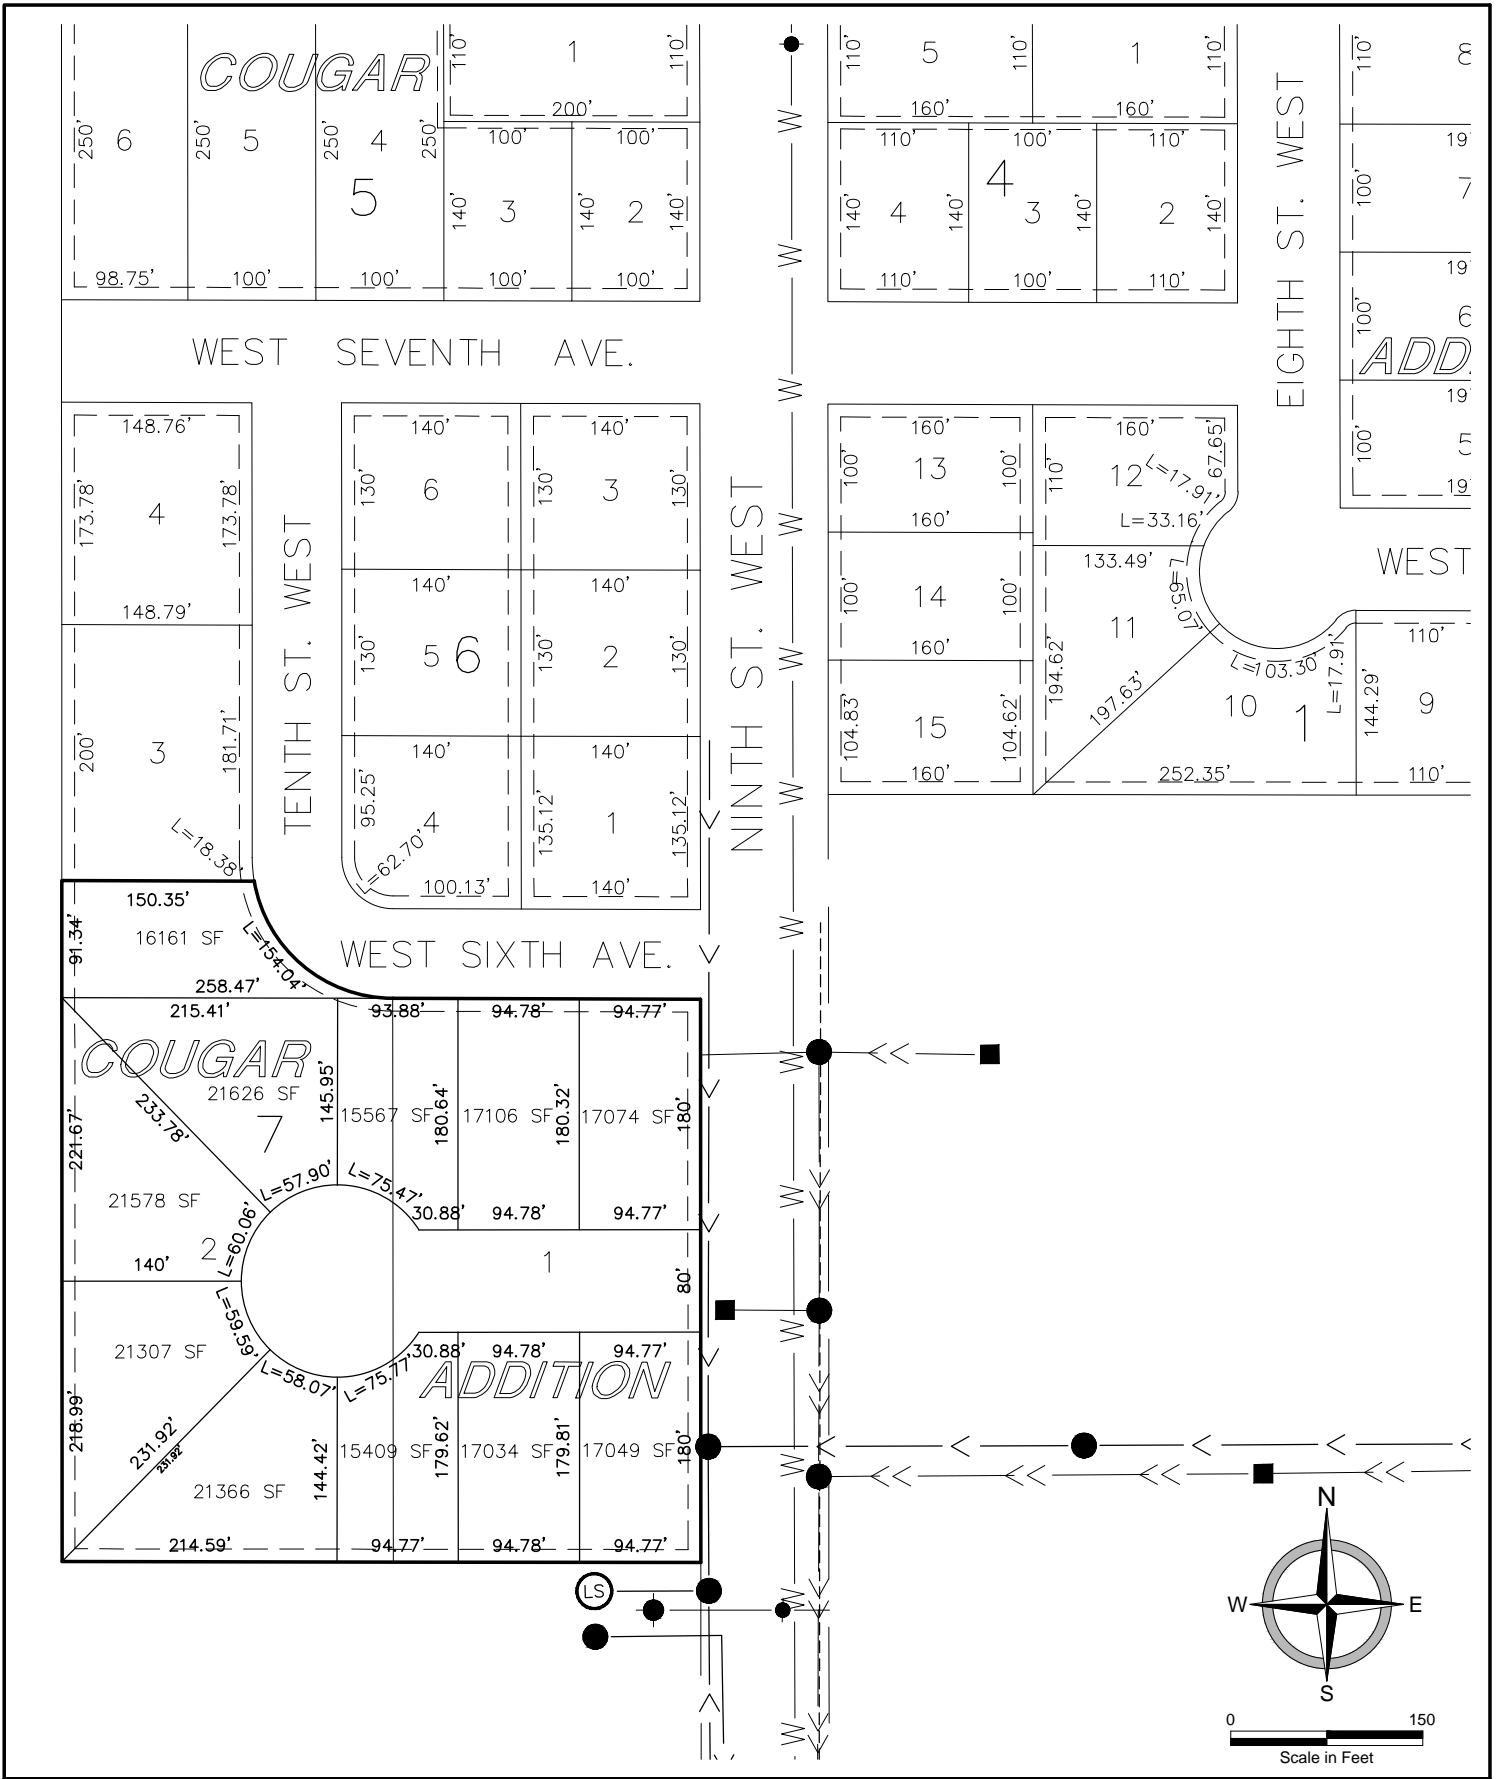 COUGAR
6
5
4
250'
250'
250'
250'
5
98.75'
100'
100'
110'
1
110'
200'
100'
100'
140'
3
140'
2
140'
100'
100'
W
110'
5
110'
1
110'
160'
160'
110'
100'
110'
4
140'
4
140'
3
140'
2
140'
110'
100'
110'
EIGHTH ST. WEST
110'
19
100'
7
19
100'
6
ADD
19
100'
5
19
WEST SEVENTH AVE.
148.76'
173.78'
4
173.78'
148.79'
200'
3
181.71'
L=18.38'
TENTH ST. WEST
140'
140'
130'
6
130'
3
130'
140'
140'
130'
5
6
130'
2
130'
140'
140'
95.25'
4
135.12'
1
135.12'
L=62.70'
100.13'
140'
NINTH ST. WEST
160'
160'
100'
13
100'
110'
12
67.65'
L=17.91'
L=33.16'
160'
133.49'
WEST
100'
14
100'
11
L=65.07'
160'
194.62'
197.63'
L=103.30'
L=17.91'
110'
104.83'
15
104.62'
10
1
144.29'
9
160'
252.35'
110'
150.35'
91.34'
16161 SF
L=154.04'
258.47'
WEST SIXTH AVE.
215.41'
93.88'
94.78'
94.77'
COUGAR
21626 SF
7
145.95'
15567 SF
180.64'
17106 SF
180.32'
17074 SF
180'
233.78'
221.67'
21578 SF
L=57.90'
L=75.47'
30.88'
94.78'
94.77'
L=60.06'
2
1
140'
80'
L=59.59'
21307 SF
L=58.07'
L=75.77'
30.88'
94.78'
94.77'
ADDITION
218.99'
231.92'
231.92'
144.42'
15409 SF
179.62'
17034 SF
179.81'
17049 SF
180'
21366 SF
214.59'
94.77'
94.78'
94.77'
LS
W
W
W
W
W
W
W
W
W
W
W
W
N
W
E
S
0
150
Scale in Feet